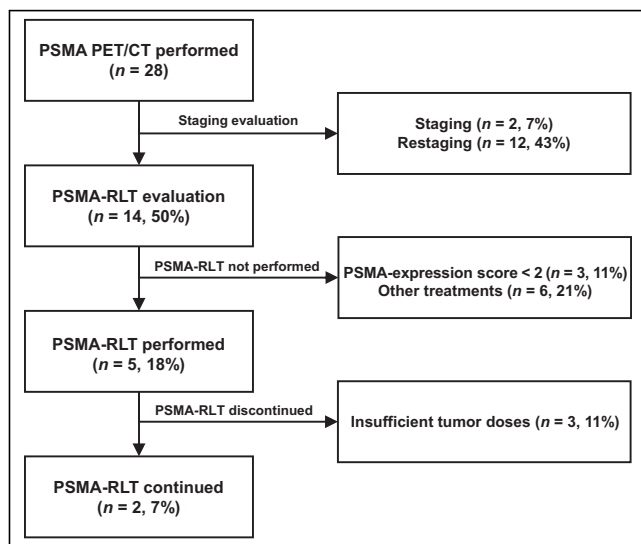 PSMA PET/CT performed
(n = 28)
Staging evaluation
Staging (n = 2, 7%)
Restaging (n = 12, 43%)
PSMA-RLT evaluation
(n = 14, 50%)
PSMA-RLT not performed
PSMA-expression score < 2 (n = 3, 11%)
Other treatments (n = 6, 21%)
PSMA-RLT performed
(n = 5, 18%)
PSMA-RLT discontinued
Insufficient tumor doses (n = 3, 11%)
PSMA-RLT continued
(n = 2, 7%)